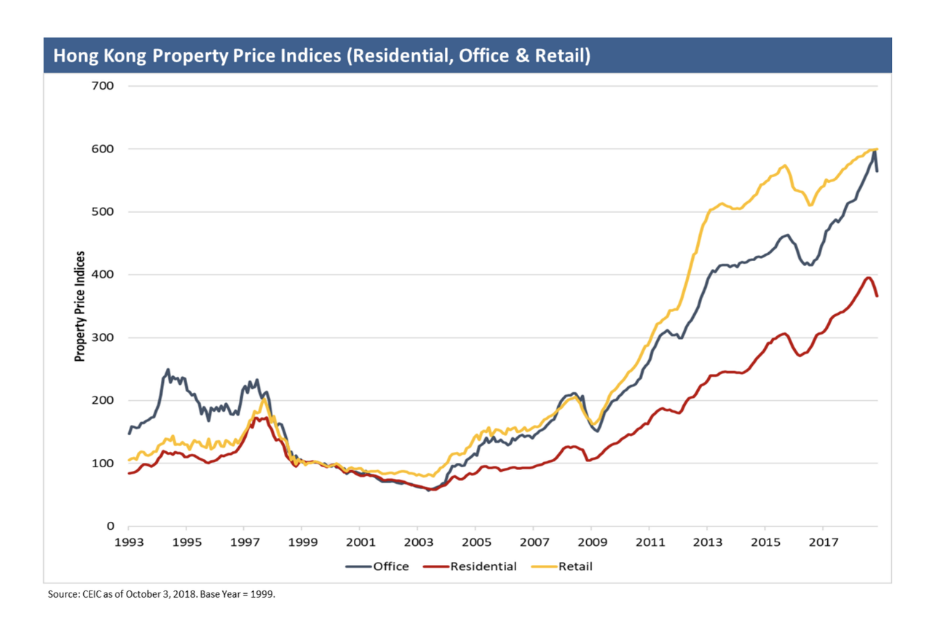 Hong Kong Property Price Indices (Residential, Office & Retail)
700
600
500
400
300
200
100
0
Property Price Indices
1993 1995 1997 1999 2001 2003 2005 2007 2009 2011 2013 2015 2017
Office Residential Retail
Source: CEIC as of October 3, 2018. Base Year = 1999.